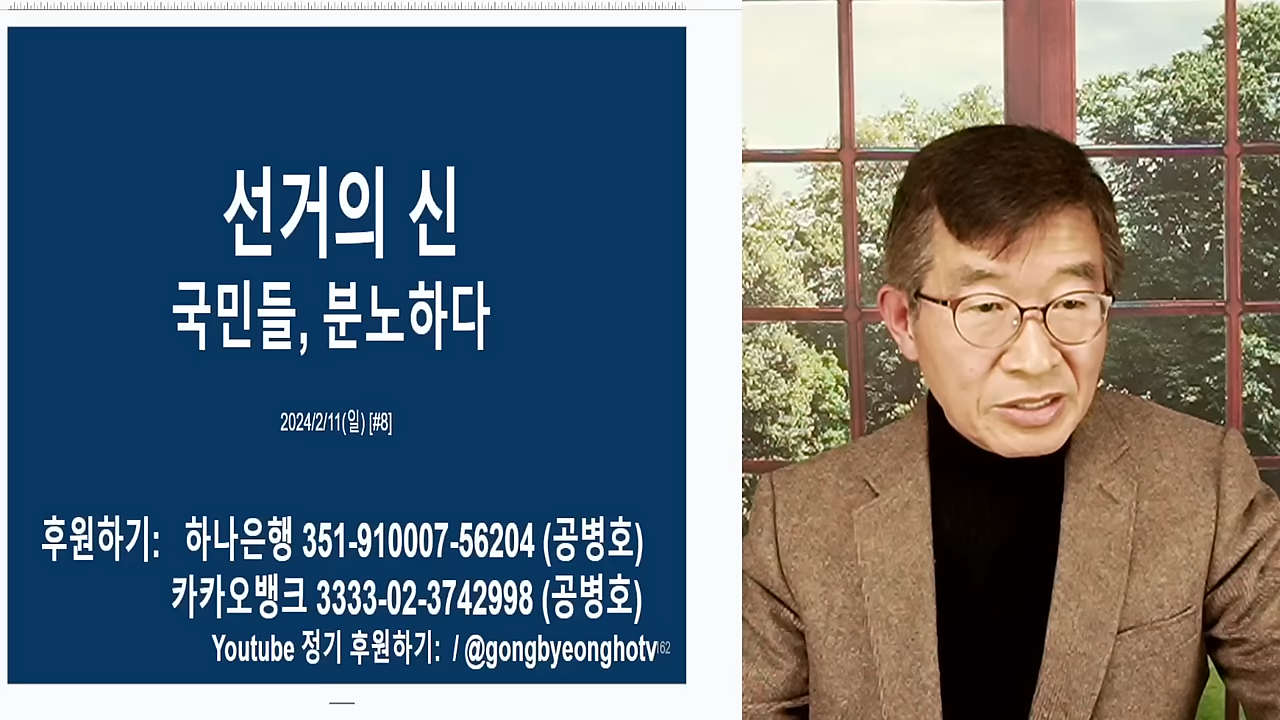 선거의 신
국민들, 분노하다
2024/2/11(일) [#8]
후원하기: 하나은행 351-910007-56204 (공병호)
카카오뱅크 3333-02-3742998 (공병호)
Youtube 정기 후원하기: / @gongbyeonghotv
162